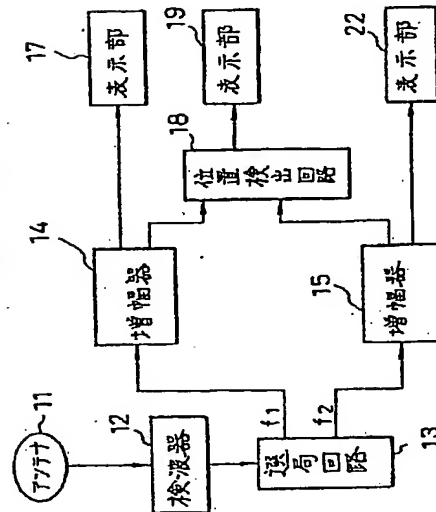 11
アンテナ
12
検波器
選局回路
13
f1
f2
14
増幅器
15
増幅器
17
表示部
18
位置検出回路
19
表示部
22
表示部